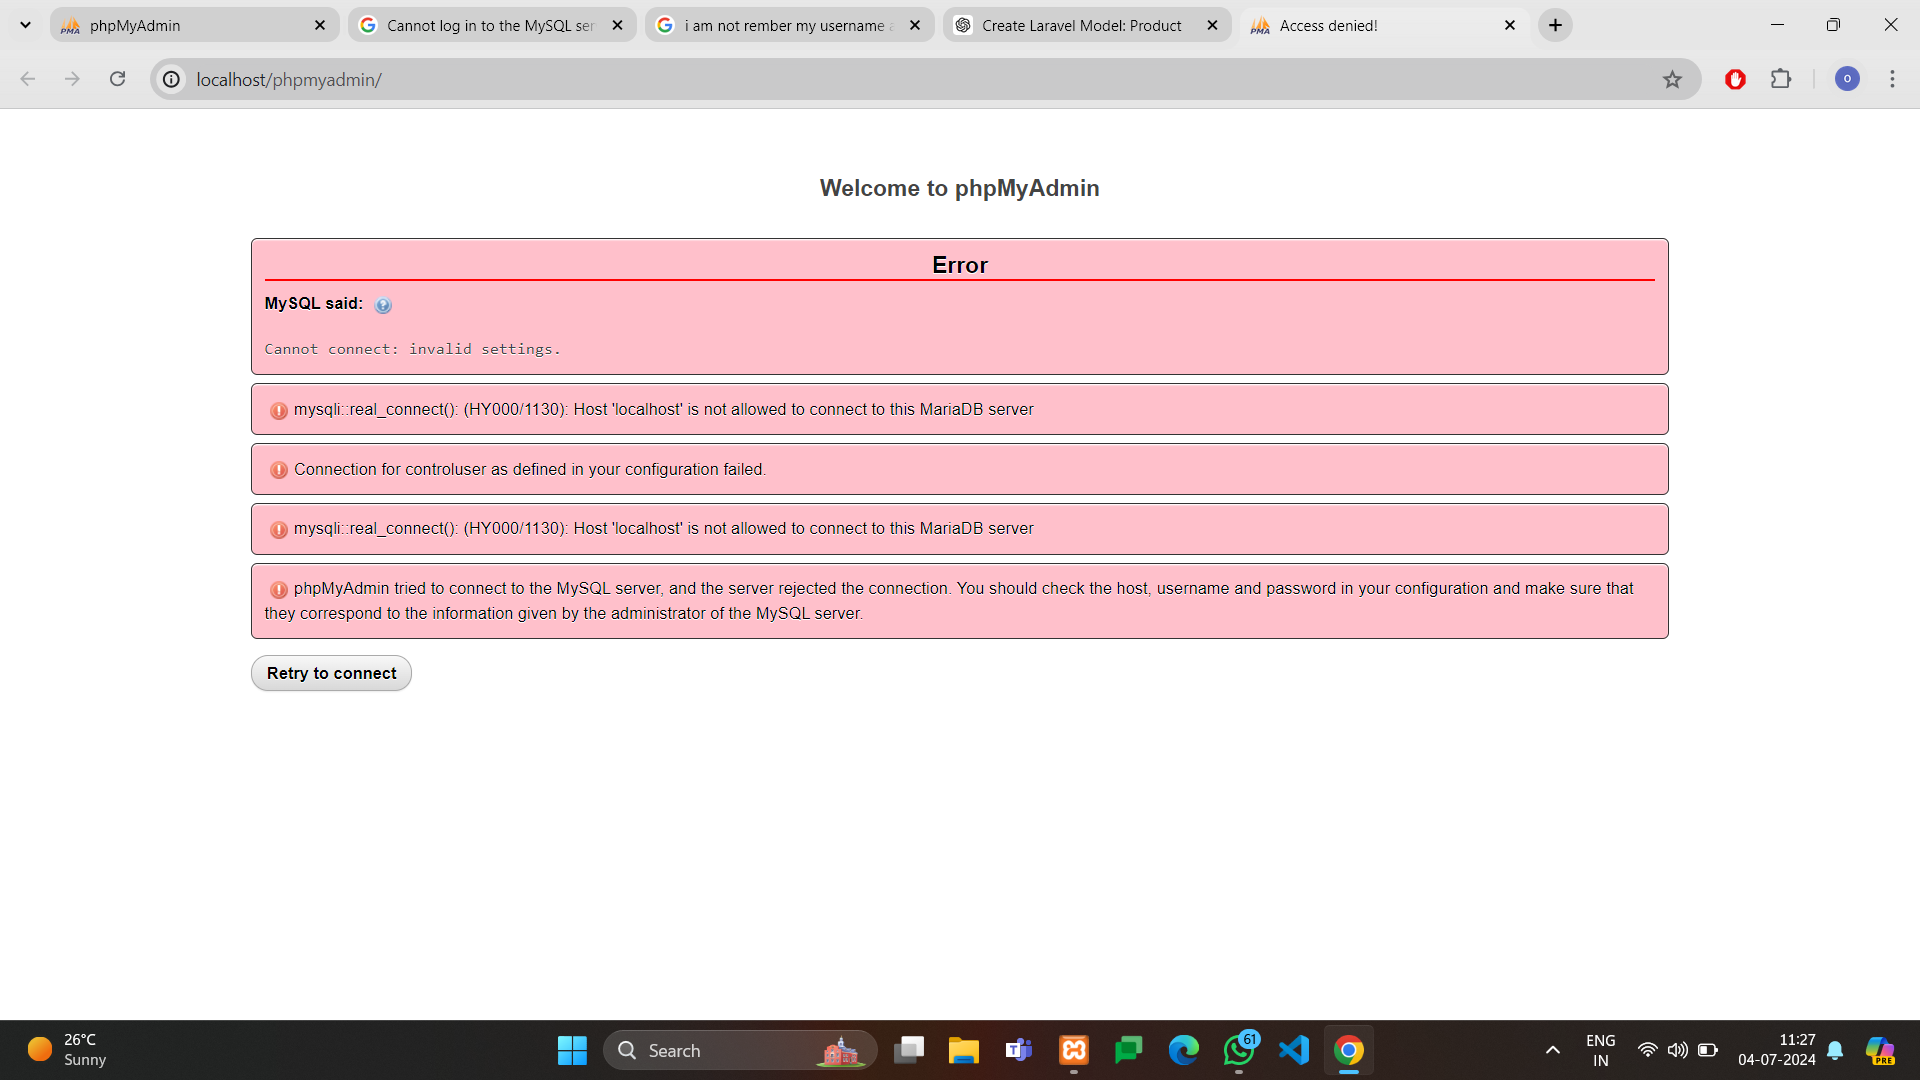 phpMyAdmin
Cannot log in to the MySQL ser
i am not rember my username a
Create Laravel Model: Product
Access denied!
localhost/phpmyadmin/
O
Welcome to phpMyAdmin
Error
MySQL said:
Cannot connect: invalid settings.
mysqli::real_connect(): (HY000/1130): Host 'localhost' is not allowed to connect to this MariaDB server
Connection for controluser as defined in your configuration failed.
mysqli::real_connect(): (HY000/1130): Host 'localhost' is not allowed to connect to this MariaDB server
phpMyAdmin tried to connect to the MySQL server, and the server rejected the connection. You should check the host, username and password in your configuration and make sure that
they correspond to the information given by the administrator of the MySQL server.
Retry to connect
26°C
Sunny
Search
61
ENG
IN
11:27
04-07-2024
PRE